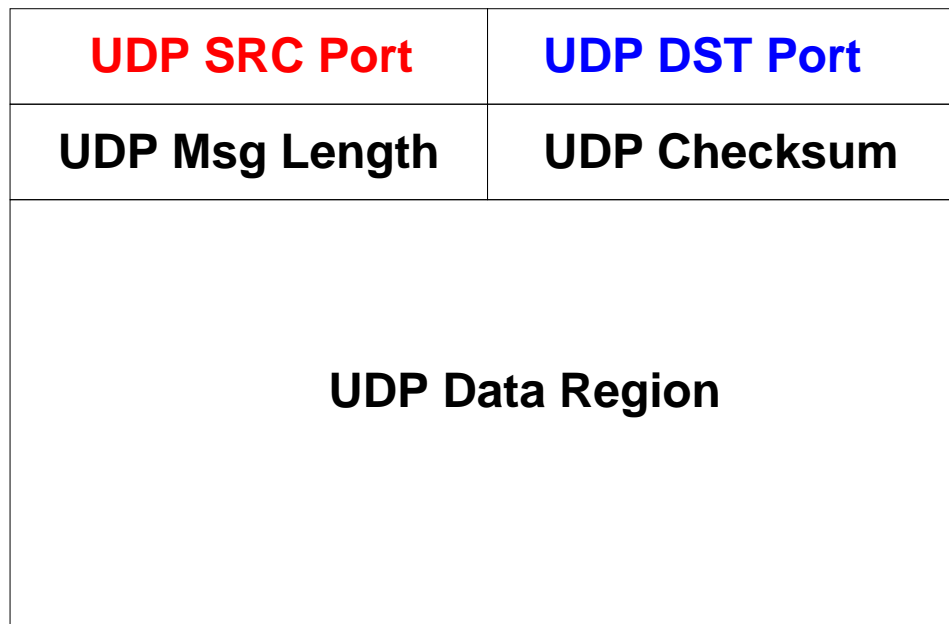 UDP SRC Port
UDP DST Port
UDP Msg Length
UDP Checksum
UDP Data Region